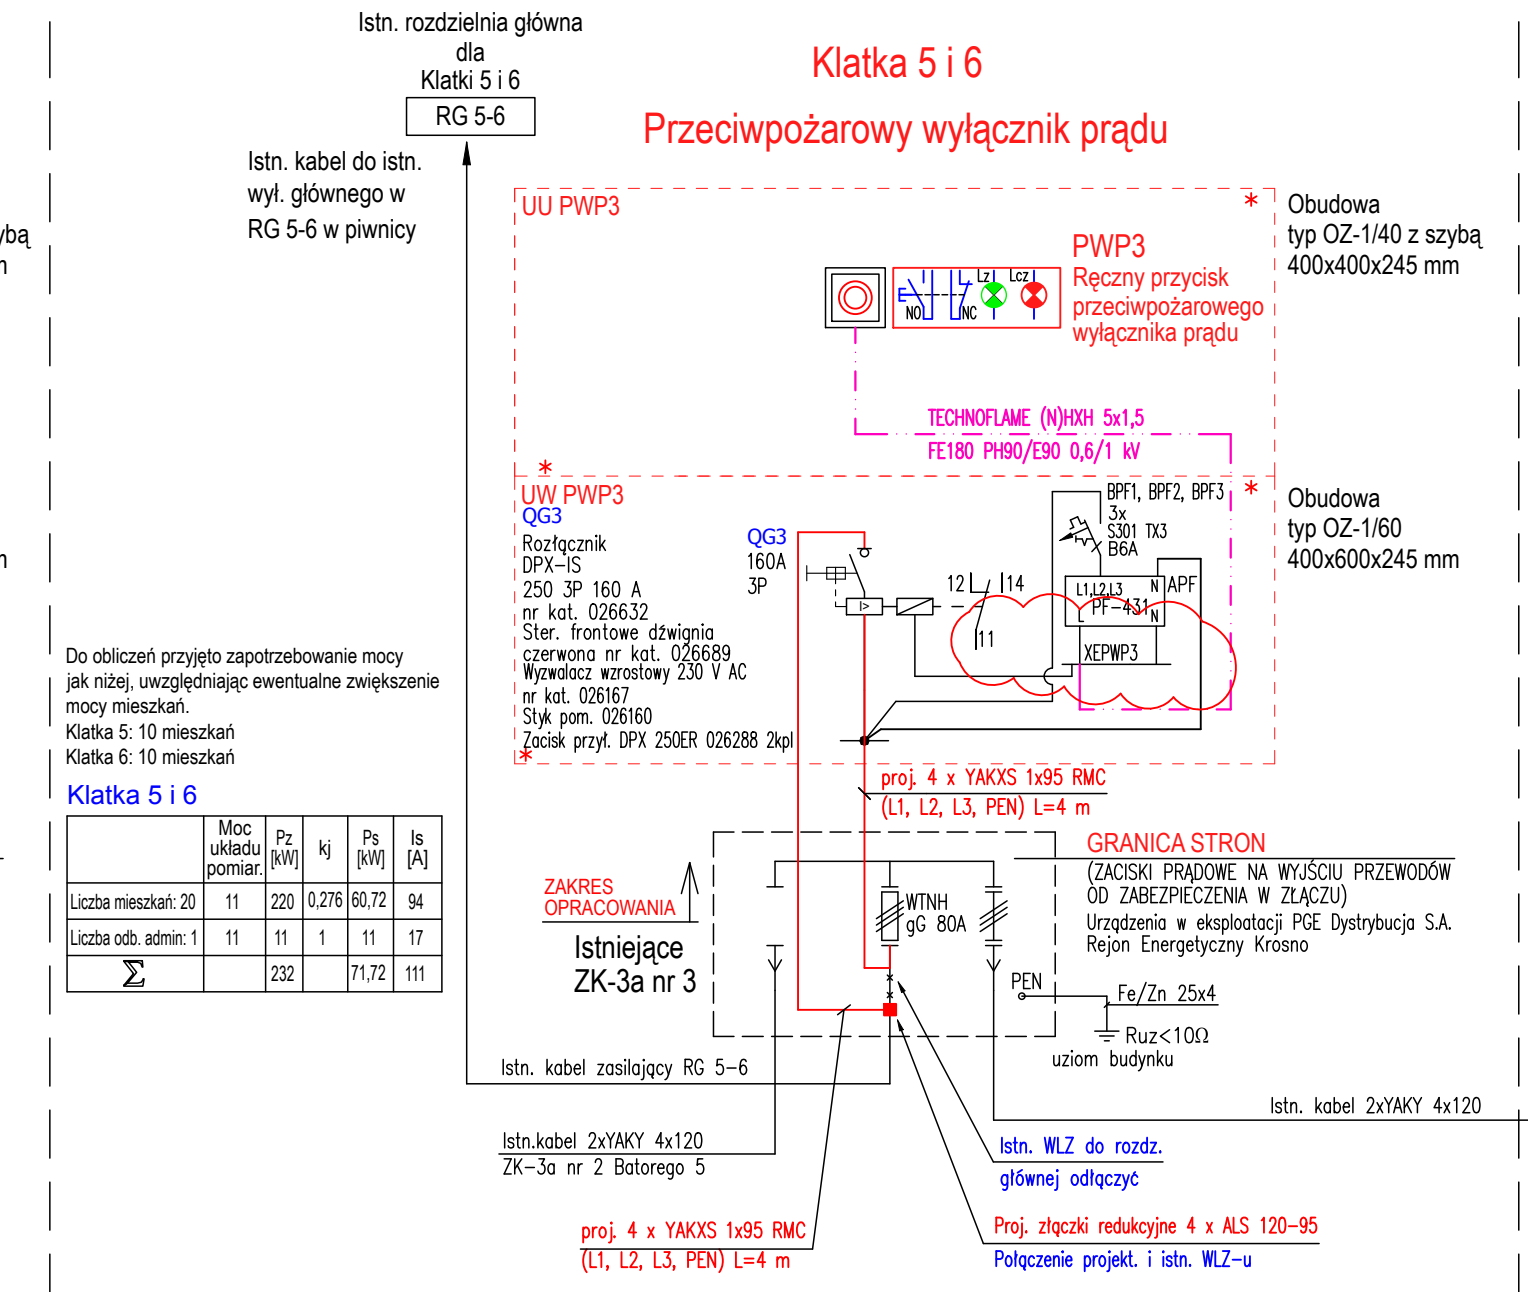 Istn. rozdzielnia główna
dla
Klatki 5 i 6
RG 5-6
Klatka 5 i 6
Przeciwpożarowy wyłącznik prądu
Istn. kabel do istn.
wył. głównego w
RG 5-6 w piwnicy
UU PWP3
*
Obudowa
typ OZ-1/40 z szybą
400x400x245 mm
PWP3
Ręczny przycisk
przeciwpożarowego
wyłącznika prądu
NO
NC
Lz
Lcz
TECHNOFLAME (N)HXH 5x1,5
FE180 PH90/E90 0,6/1 kV
*
UW PWP3
*
Obudowa
typ OZ-1/60
400x600x245 mm
QG3
Rozłącznik
DPX-IS
250 3P 160 A
nr kat. 026632
Ster. frontowe dźwignia
czerwona nr kat. 026689
Wyzwalacz wzrostowy 230 V AC
nr kat. 026167
Styk pom. 026160
Zacisk przył. DPX 250ER 026288 2kpl
*
QG3
160A
3P
I>
12
14
11
BPF1, BPF2, BPF3
3x
S301 TX3
B6A
L1,L2,L3 N
APF
PF-431
L N
XEPWP3
Do obliczeń przyjęto zapotrzebowanie mocy
jak niżej, uwzględniając ewentualne zwiększenie
mocy mieszkań.
Klatka 5: 10 mieszkań
Klatka 6: 10 mieszkań
Klatka 5 i 6
Moc układu pomiar. Pz [kW] kj Ps [kW] Is [A]
Liczba mieszkań: 20 11 220 0,276 60,72 94
Liczba odb. admin: 1 11 11 1 11 17
Σ 232 71,72 111
proj. 4 x YAKXS 1x95 RMC
(L1, L2, L3, PEN) L=4 m
ZAKRES
OPRACOWANIA
Istniejące
ZK-3a nr 3
WTNH
gG 80A
GRANICA STRON
(ZACISKI PRĄDOWE NA WYJŚCIU PRZEWODÓW
OD ZABEZPIECZENIA W ZŁĄCZU)
Urządzenia w eksploatacji PGE Dystrybucja S.A.
Rejon Energetyczny Krosno
PEN
Fe/Zn 25x4
Ruz<10Ω
uziom budynku
Istn. kabel zasilający RG 5-6
Istn. kabel 2xYAKY 4x120
Istn.kabel 2xYAKY 4x120
ZK-3a nr 2 Batorego 5
Istn. WLZ do rozdz.
głównej odłączyć
proj. 4 x YAKXS 1x95 RMC
(L1, L2, L3, PEN) L=4 m
Proj. złączki redukcyjne 4 x ALS 120-95
Połączenie projekt. i istn. WLZ-u